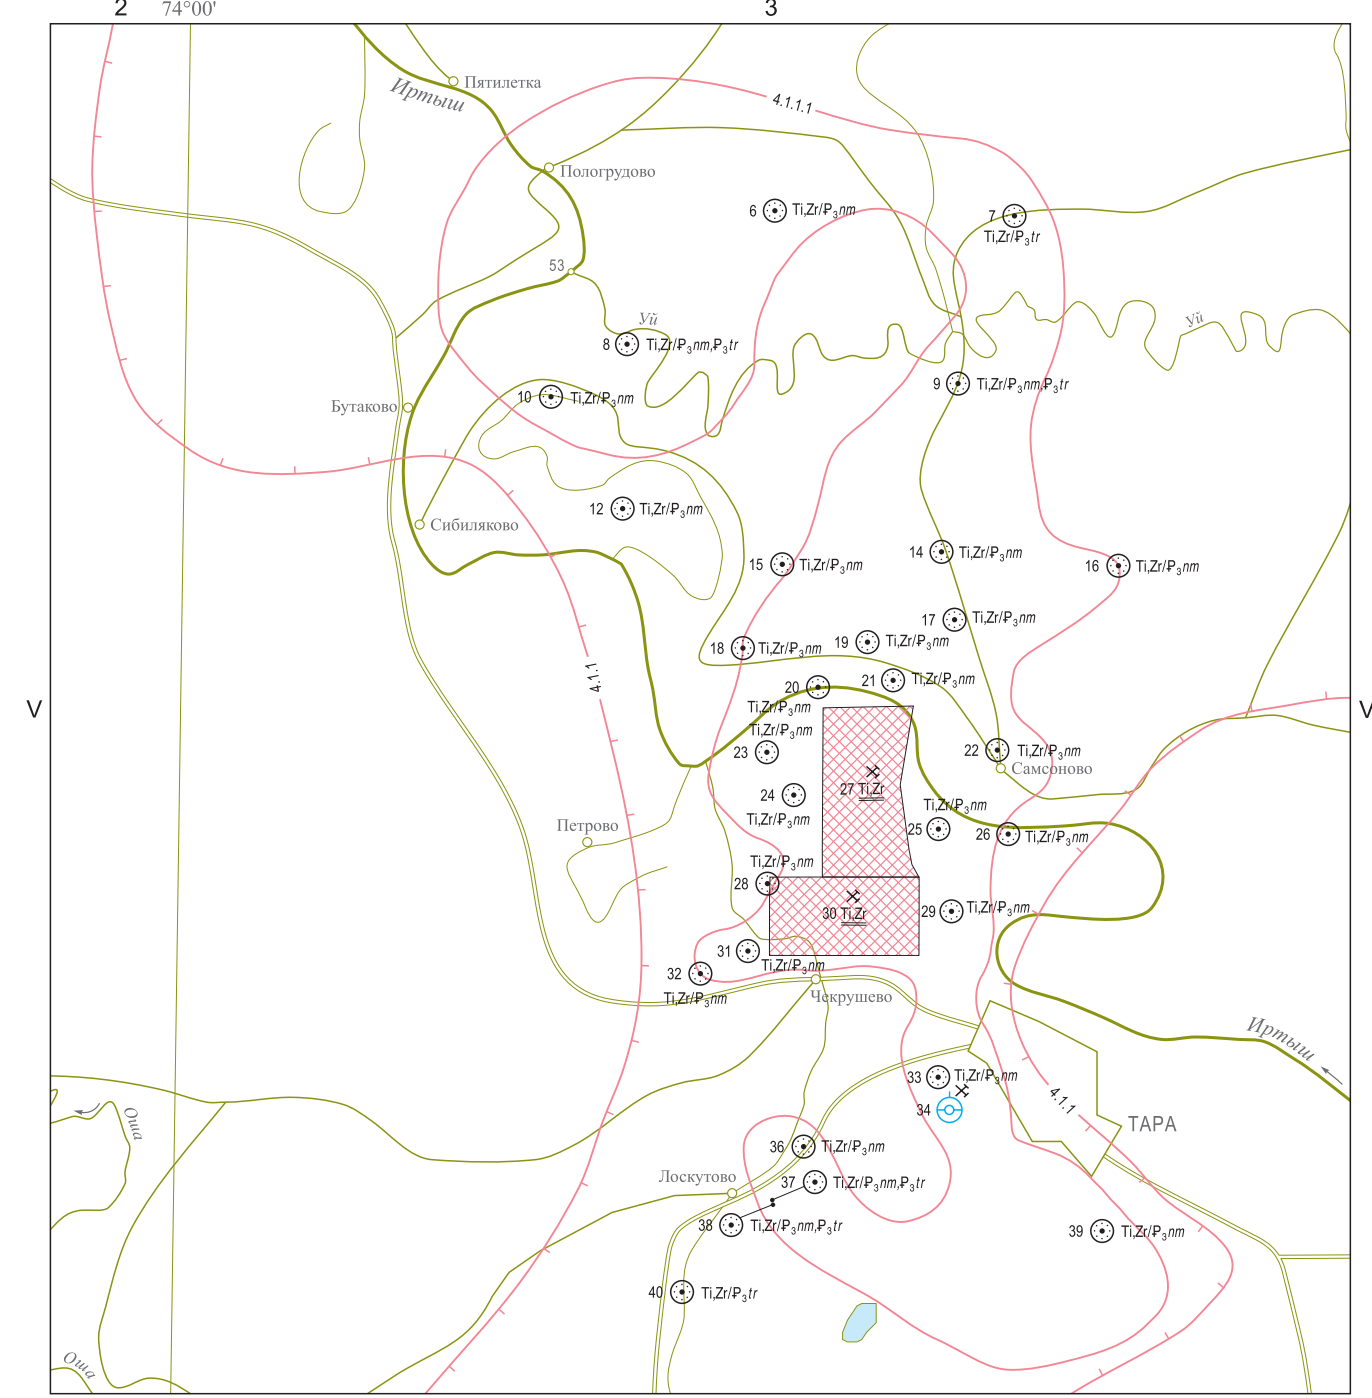 2
74°00'
3
Пятилетка
Иртыш
4.1.1.1
Пологрудово
6 Ti,Zr/₽₃nm
7
Ti,Zr/₽₃tr
53
Уй
Уй
8 Ti,Zr/₽₃nm,₽₃tr
9 Ti,Zr/₽₃nm,₽₃tr
10 Ti,Zr/₽₃nm
Бутаково
12 Ti,Zr/₽₃nm
Сибиляково
14 Ti,Zr/₽₃nm
15 Ti,Zr/₽₃nm
16 Ti,Zr/₽₃nm
17 Ti,Zr/₽₃nm
18 Ti,Zr/₽₃nm
19 Ti,Zr/₽₃nm
4.1.1
20
Ti,Zr/₽₃nm
21 Ti,Zr/₽₃nm
V
V
Ti,Zr/₽₃nm
23
22 Ti,Zr/₽₃nm
Самсоново
27 Ti,Zr
24
Ti,Zr/₽₃nm
Ti,Zr/₽₃nm
25
26 Ti,Zr/₽₃nm
Петрово
Ti,Zr/₽₃nm
28
30 Ti,Zr
29 Ti,Zr/₽₃nm
31
Ti,Zr/₽₃nm
32
Ti,Zr/₽₃nm
Чекрушево
Иртыш
33 Ti,Zr/₽₃nm
34
4.1.1
ТАРА
Оша
36 Ti,Zr/₽₃nm
Лоскутово
37 Ti,Zr/₽₃nm,₽₃tr
38 Ti,Zr/₽₃nm,₽₃tr
39 Ti,Zr/₽₃nm
40 Ti,Zr/₽₃tr
Оша